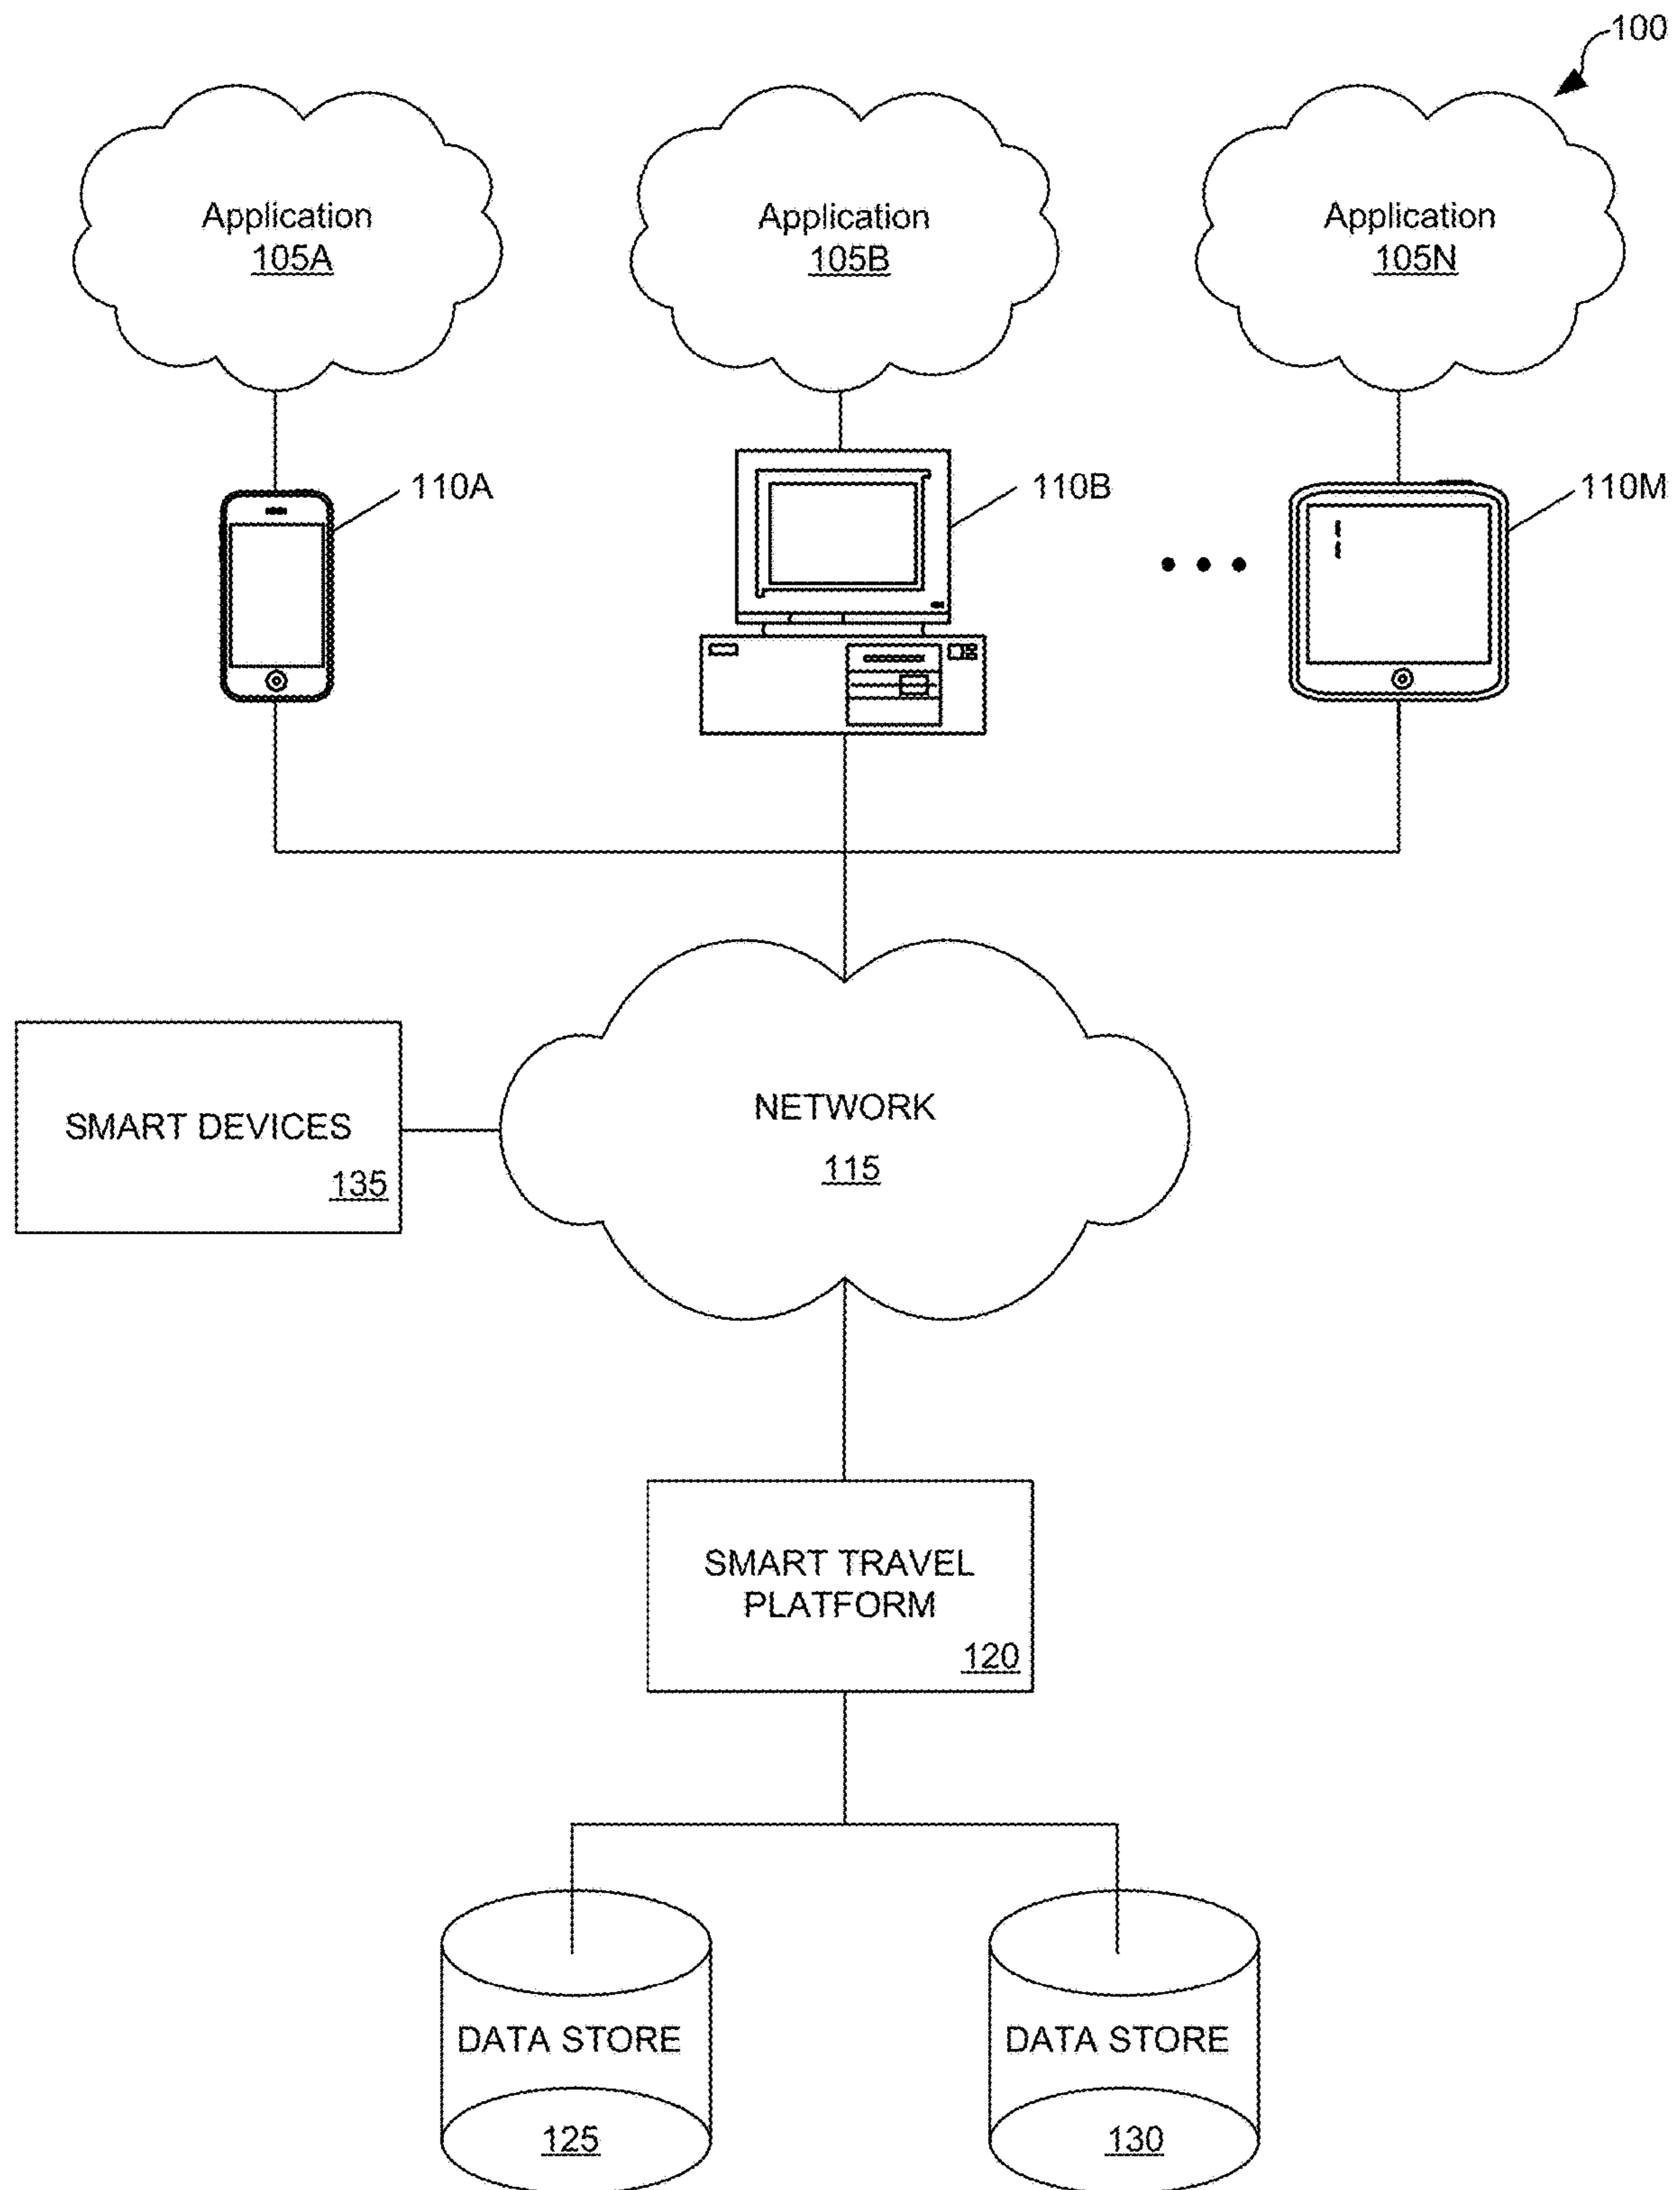 100
Application
105A
Application
105B
Application
105N
110A
110B
110M
NETWORK
115
SMART DEVICES
135
SMART TRAVEL
PLATFORM
120
DATA STORE
125
DATA STORE
130